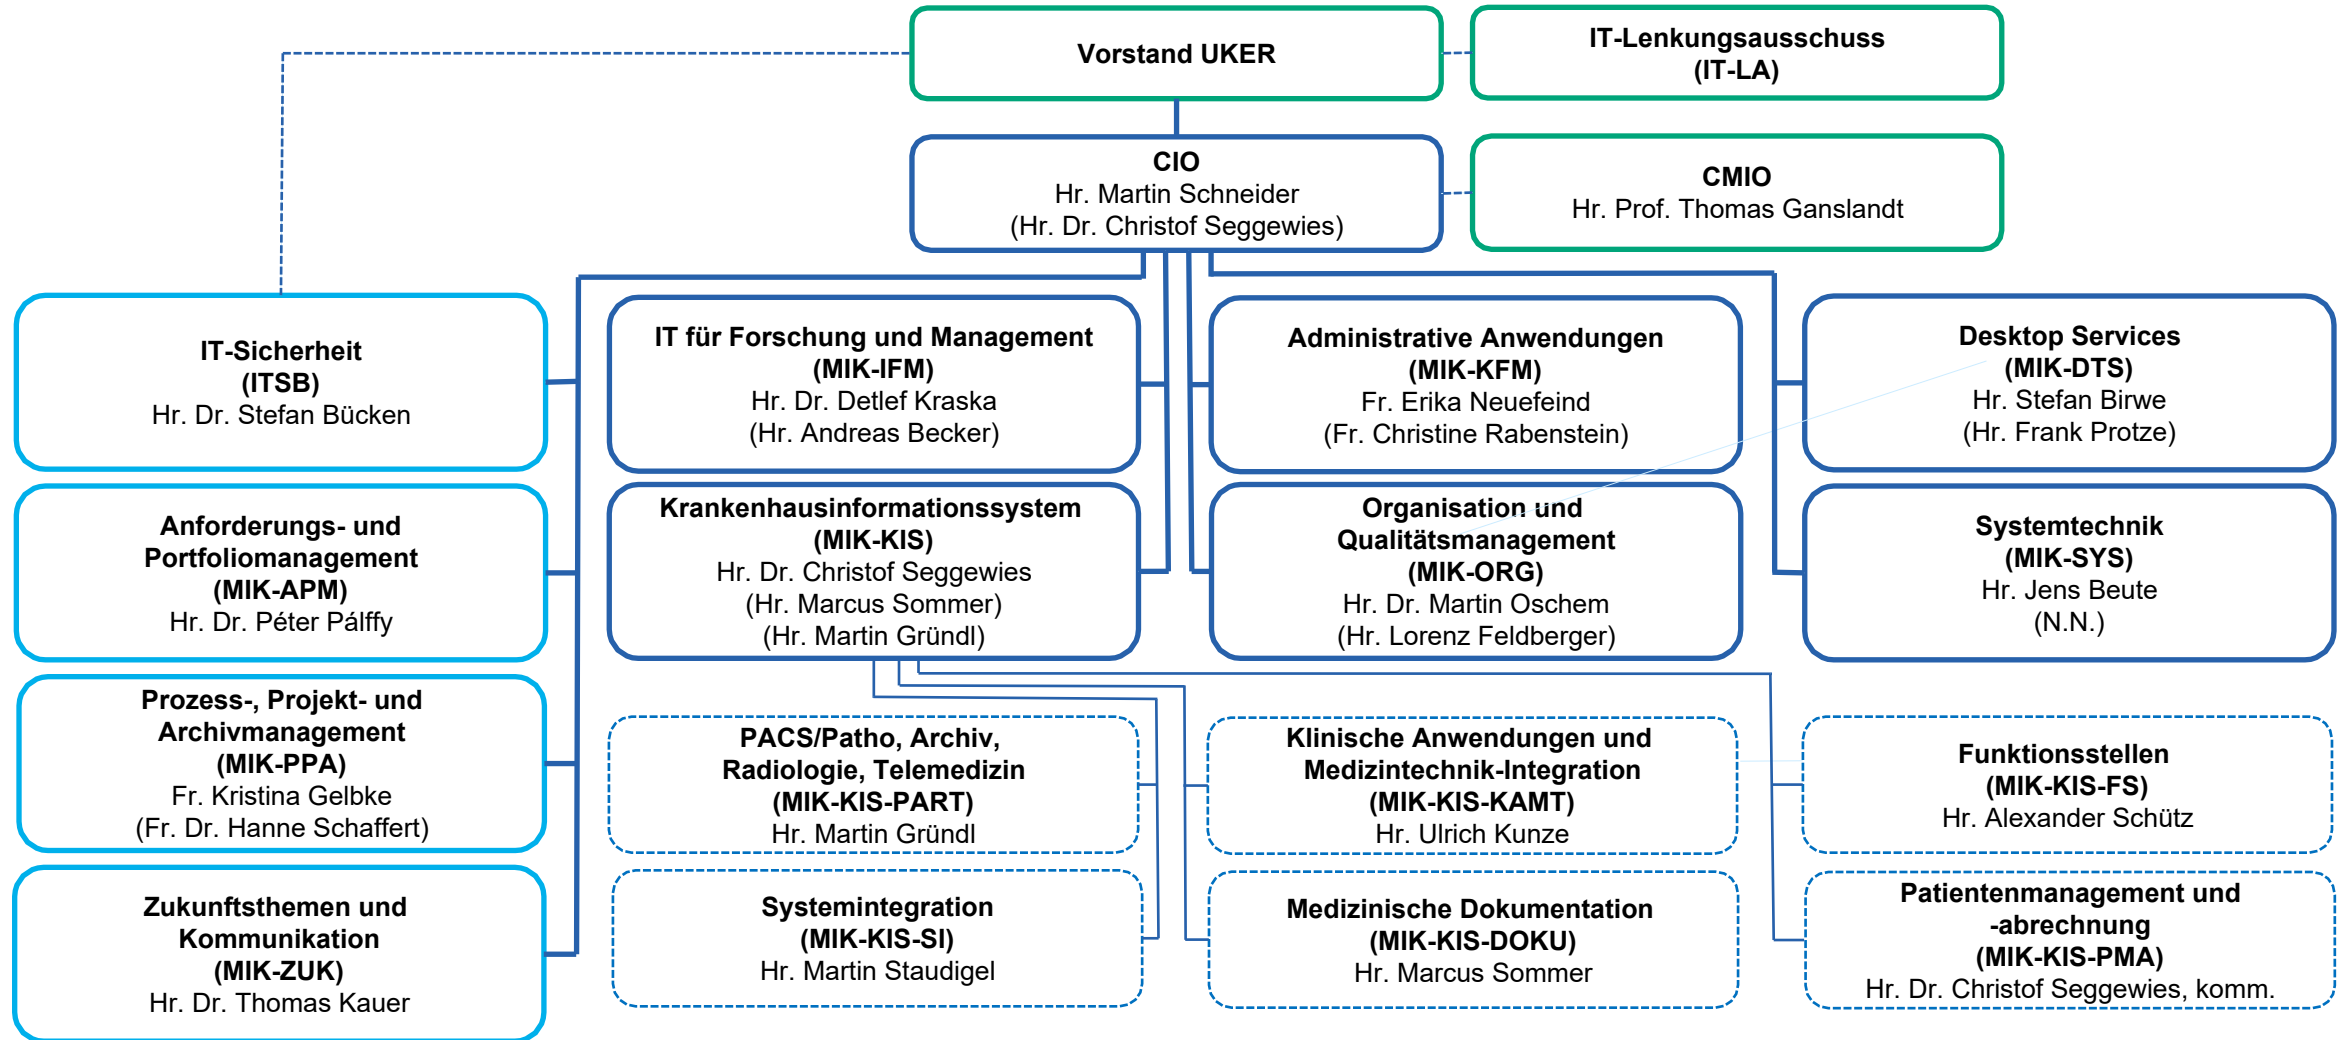 Vorstand UKER
IT-Lenkungsausschuss
(IT-LA)
CIO
Hr. Martin Schneider
(Hr. Dr. Christof Seggewies)
CMIO
Hr. Prof. Thomas Ganslandt
IT-Sicherheit
(ITSB)
Hr. Dr. Stefan Bücken
IT für Forschung und Management
(MIK-IFM)
Hr. Dr. Detlef Kraska
(Hr. Andreas Becker)
Administrative Anwendungen
(MIK-KFM)
Fr. Erika Neuefeind
(Fr. Christine Rabenstein)
Desktop Services
(MIK-DTS)
Hr. Stefan Birwe
(Hr. Frank Protze)
Anforderungs- und
Portfoliomanagement
(MIK-APM)
Hr. Dr. Péter Pálffy
Krankenhausinformationssystem
(MIK-KIS)
Hr. Dr. Christof Seggewies
(Hr. Marcus Sommer)
(Hr. Martin Gründl)
Organisation und
Qualitätsmanagement
(MIK-ORG)
Hr. Dr. Martin Oschem
(Hr. Lorenz Feldberger)
Systemtechnik
(MIK-SYS)
Hr. Jens Beute
(N.N.)
Prozess-, Projekt- und
Archivmanagement
(MIK-PPA)
Fr. Kristina Gelbke
(Fr. Dr. Hanne Schaffert)
PACS/Patho, Archiv,
Radiologie, Telemedizin
(MIK-KIS-PART)
Hr. Martin Gründl
Klinische Anwendungen und
Medizintechnik-Integration
(MIK-KIS-KAMT)
Hr. Ulrich Kunze
Funktionsstellen
(MIK-KIS-FS)
Hr. Alexander Schütz
Zukunftsthemen und
Kommunikation
(MIK-ZUK)
Hr. Dr. Thomas Kauer
Systemintegration
(MIK-KIS-SI)
Hr. Martin Staudigel
Medizinische Dokumentation
(MIK-KIS-DOKU)
Hr. Marcus Sommer
Patientenmanagement und
-abrechnung
(MIK-KIS-PMA)
Hr. Dr. Christof Seggewies, komm.